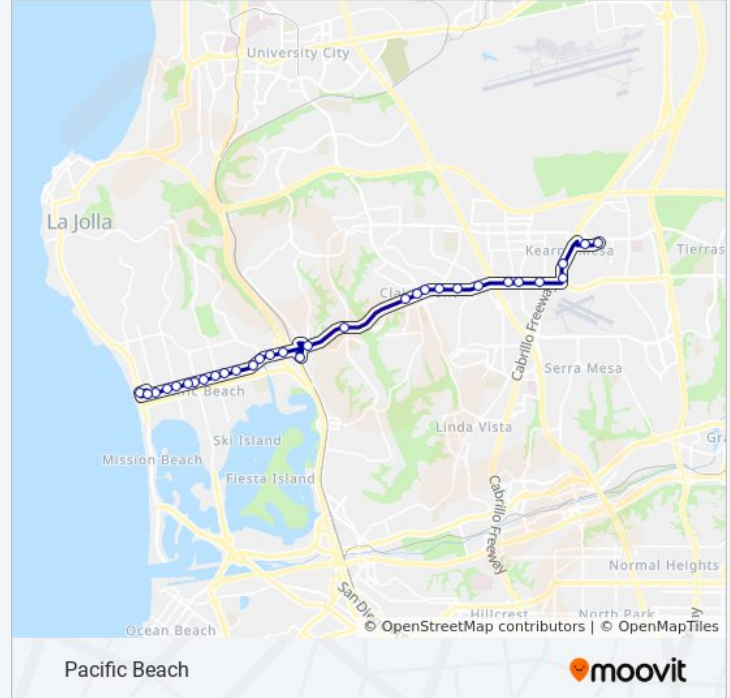 University City
La Jolla
Kearny Mesa
Tierras
Cabrillo Freeway
Serra Mesa
Pacific Beach
Ski Island
Linda Vista
Mission Beach
Fiesta Island
Cabrillo Freeway
Normal Heights
San Die
Hillcrest
North Park
Ocean Beach
© OpenStreetMap contributors | © OpenMapTiles
Pacific Beach
moovit